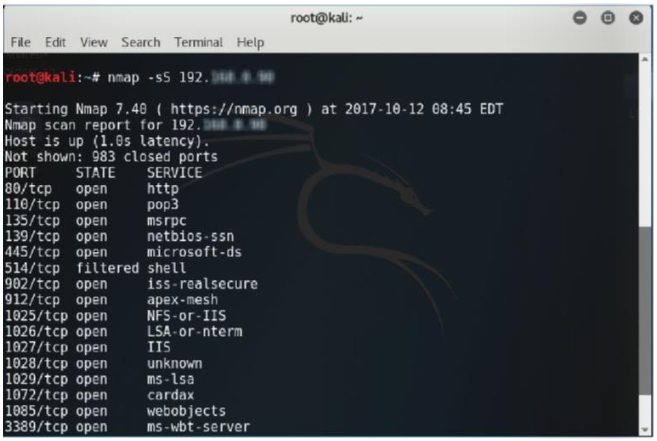 root@kali: ~
File Edit View Search Terminal Help
root@kali:~# nmap -sS 192.
Starting Nmap 7.40 ( https://nmap.org ) at 2017-10-12 08:45 EDT
Nmap scan report for 192.
Host is up (1.0s latency).
Not shown: 983 closed ports
PORT STATE SERVICE
80/tcp open http
110/tcp open pop3
135/tcp open msrpc
139/tcp open netbios-ssn
445/tcp open microsoft-ds
514/tcp filtered shell
902/tcp open iss-realsecure
912/tcp open apex-mesh
1025/tcp open NFS-or-IIS
1026/tcp open LSA-or-nterm
1027/tcp open IIS
1028/tcp open unknown
1029/tcp open ms-lsa
1072/tcp open cardax
1085/tcp open webobjects
3389/tcp open ms-wbt-server